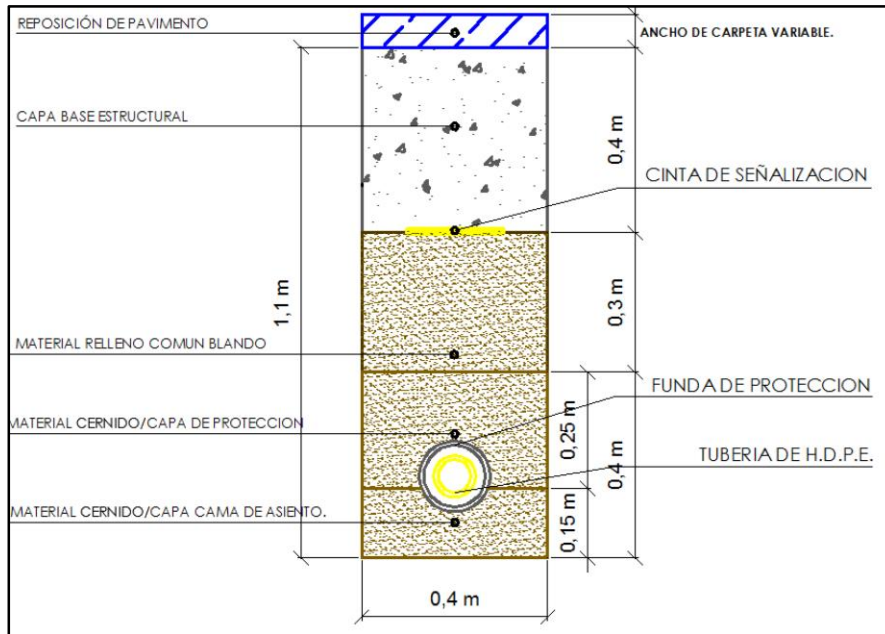 REPOSICIÓN DE PAVIMENTO
ANCHO DE CARPETA VARIABLE.
CAPA BASE ESTRUCTURAL
0,4 m
CINTA DE SEÑALIZACION
1,1 m
0,3 m
MATERIAL RELLENO COMUN BLANDO
FUNDA DE PROTECCION
MATERIAL CERNIDO/CAPA DE PROTECCION
0,25 m
TUBERIA DE H.D.P.E.
0,4 m
MATERIAL CERNIDO/CAPA CAMA DE ASIENTO.
0,15 m
0,4 m